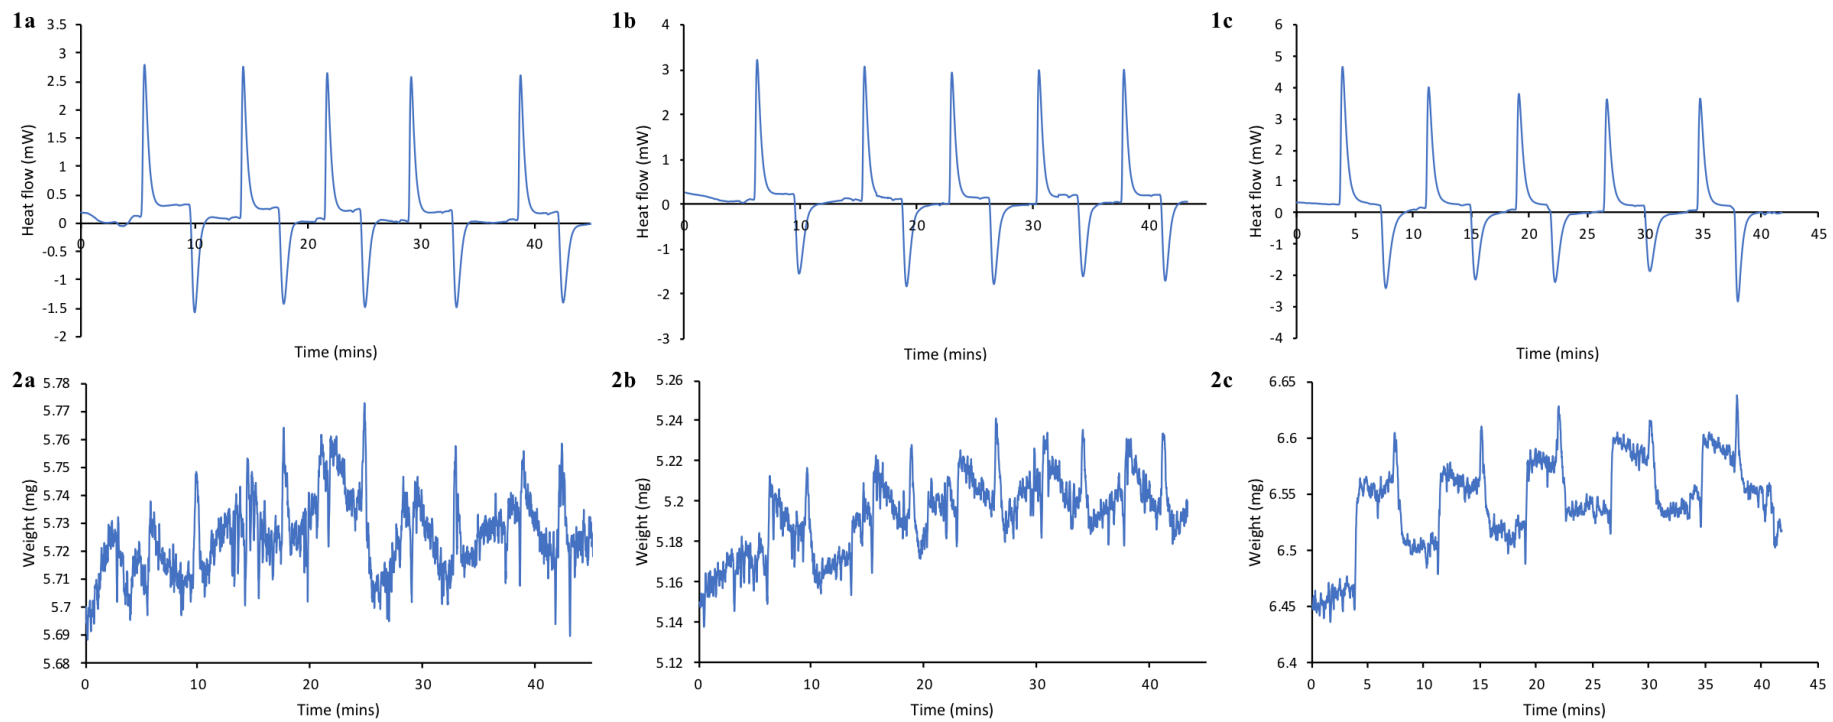 1a
3.5
3
2.5
2
1.5
1
0.5
0
-0.5
-1
-1.5
-2
0 10 20 30 40
Heat flow (mW)
Time (mins)
1b
4
3
2
1
0
-1
-2
-3
0 10 20 30 40
Heat flow (mW)
Time (mins)
1c
6
5
4
3
2
1
0
-1
-2
-3
-4
0 5 10 15 20 25 30 35 40 45
Heat flow (mW)
Time (mins)
2a
5.78
5.77
5.76
5.75
5.74
5.73
5.72
5.71
5.7
5.69
5.68
0 10 20 30 40
Weight (mg)
Time (mins)
2b
5.26
5.24
5.22
5.2
5.18
5.16
5.14
5.12
0 10 20 30 40
Weight (mg)
Time (mins)
2c
6.65
6.6
6.55
6.5
6.45
6.4
0 5 10 15 20 25 30 35 40 45
Weight (mg)
Time (mins)